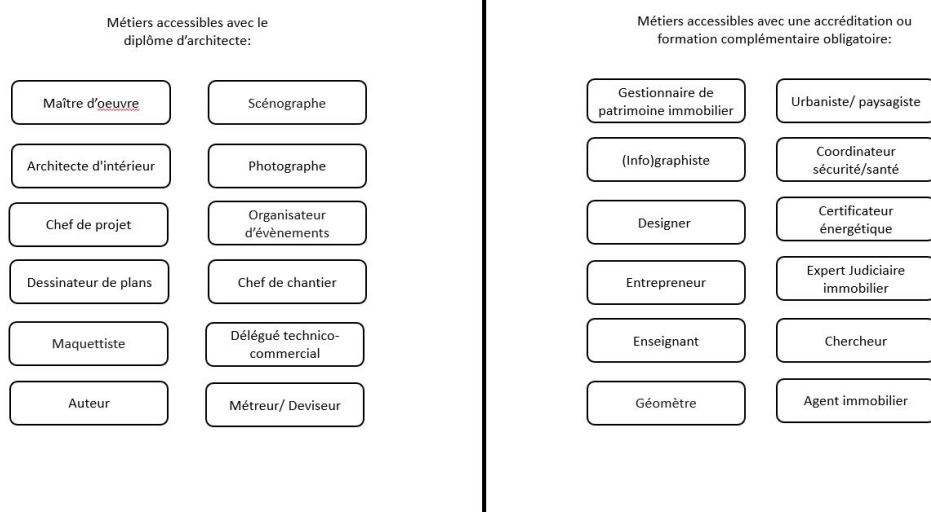 Métiers accessibles avec le
diplôme d’architecte:
Maître d’oeuvre
Scénographe
Architecte d'intérieur
Photographe
Chef de projet
Organisateur
d’évènements
Dessinateur de plans
Chef de chantier
Maquettiste
Délégué technico-
commercial
Auteur
Métreur/ Deviseur
Métiers accessibles avec une accréditation ou
formation complémentaire obligatoire:
Gestionnaire de
patrimoine immobilier
Urbaniste/ paysagiste
(Info)graphiste
Coordinateur
sécurité/santé
Designer
Certificateur
énergétique
Entrepreneur
Expert Judiciaire
immobilier
Enseignant
Chercheur
Géomètre
Agent immobilier